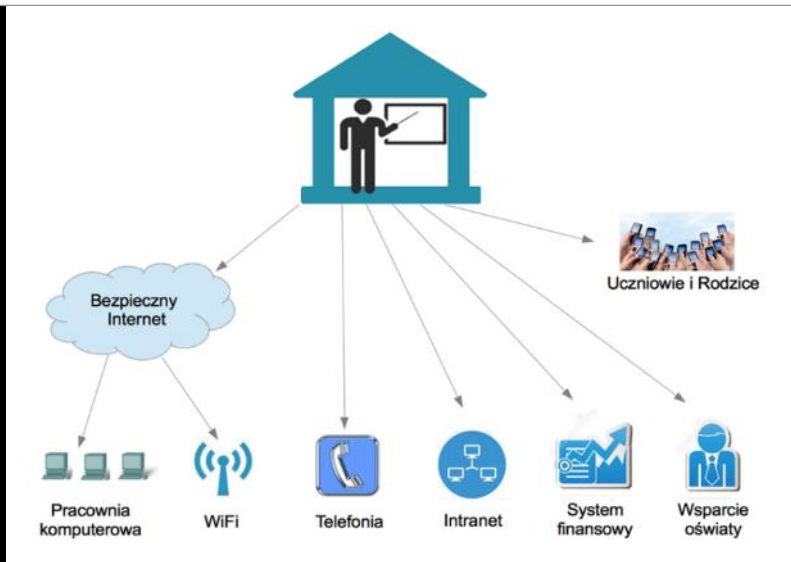 Uczniowie i Rodzice
Bezpieczny
Internet
Pracownia
komputerowa
WiFi
Telefonia
Intranet
System
finansowy
Wsparcie
oświaty